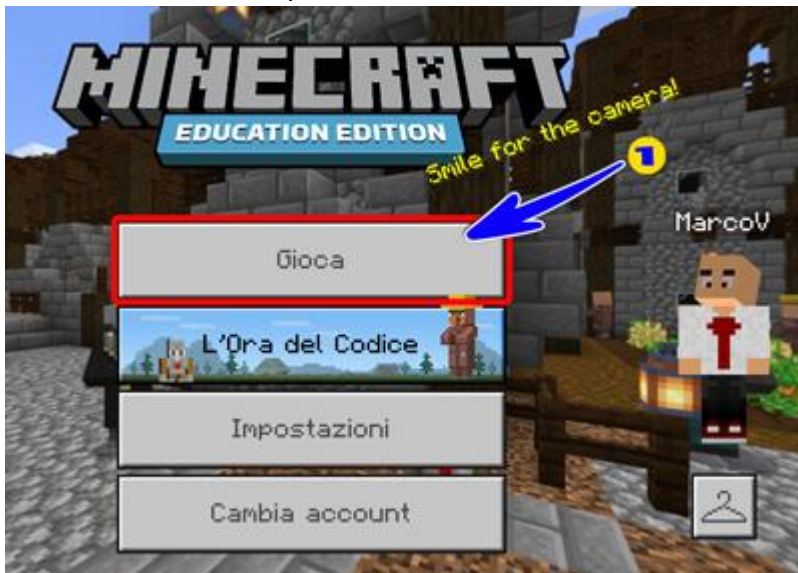 MINECRAFT
EDUCATION EDITION
Smile for the camera!
1
MarcoV
Gioca
L'Ora del Codice
Impostazioni
Cambia account